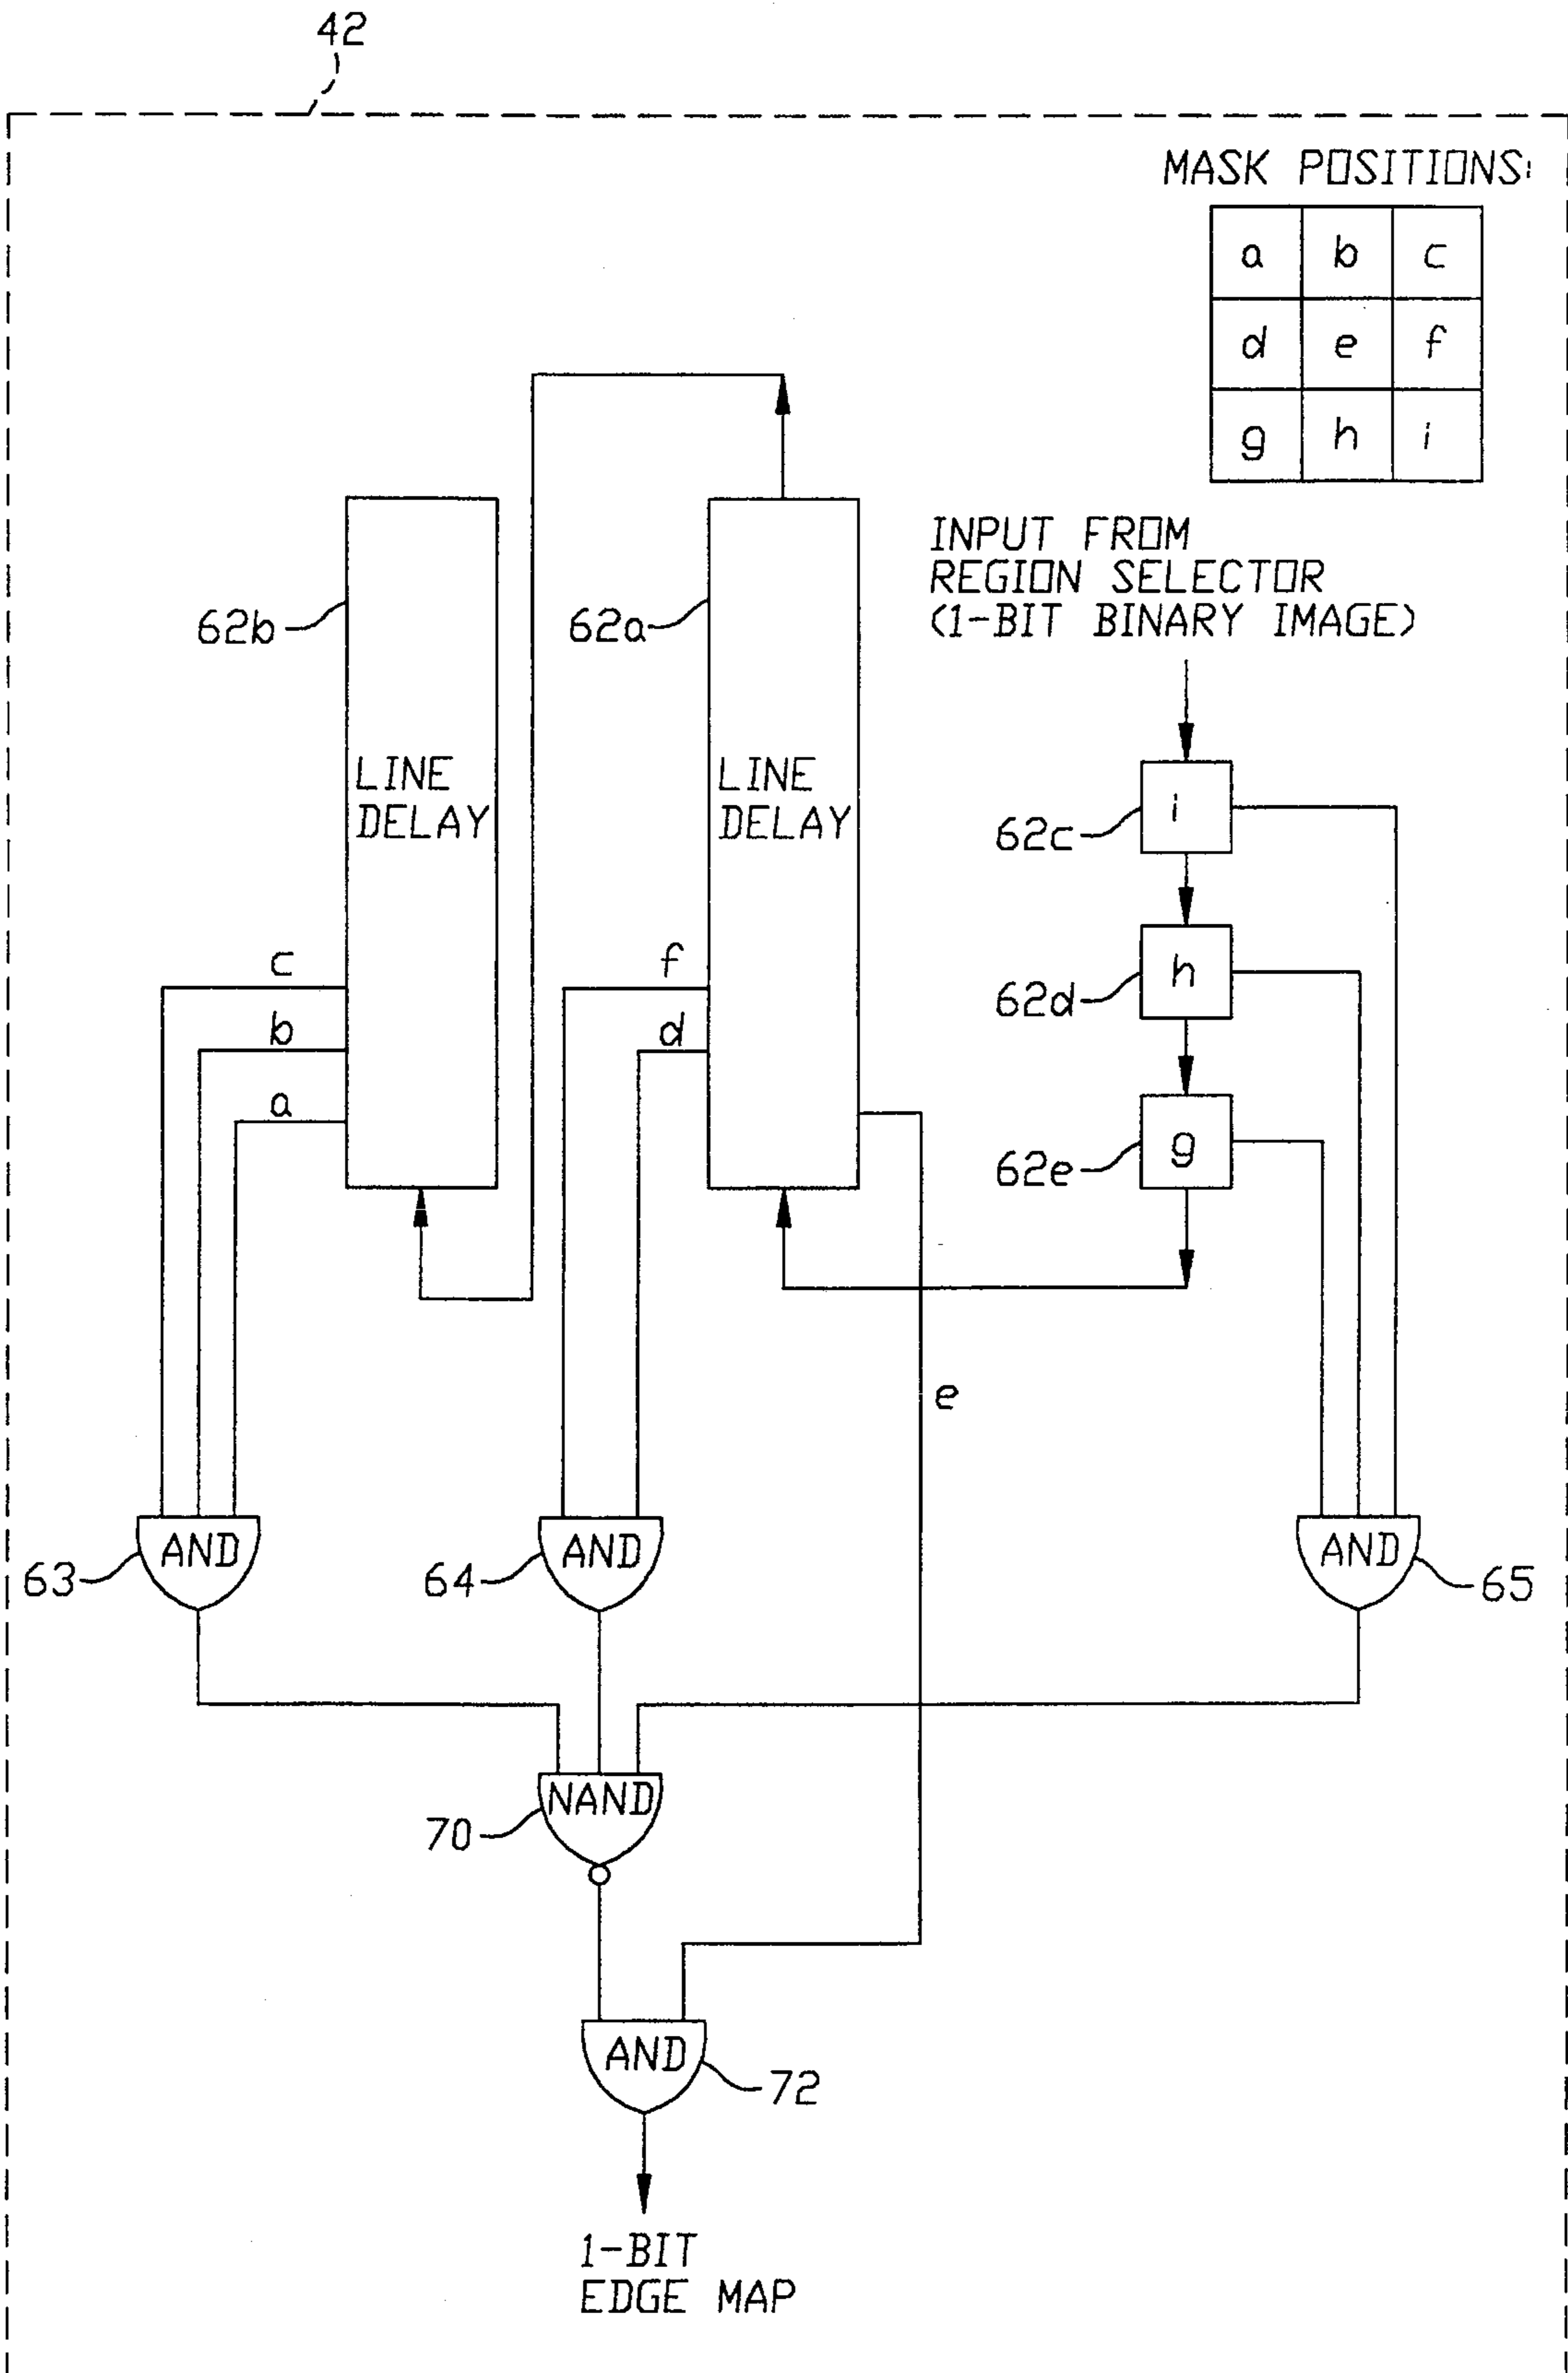 42
MASK POSITIONS:
a b c
d e f
g h i
INPUT FROM
REGION SELECTOR
(1-BIT BINARY IMAGE)
62b
62a
LINE
DELAY
LINE
DELAY
i
62c
h
62d
g
62e
c
b
a
f
d
e
AND
63
AND
64
AND
65
NAND
70
AND
72
1-BIT
EDGE MAP